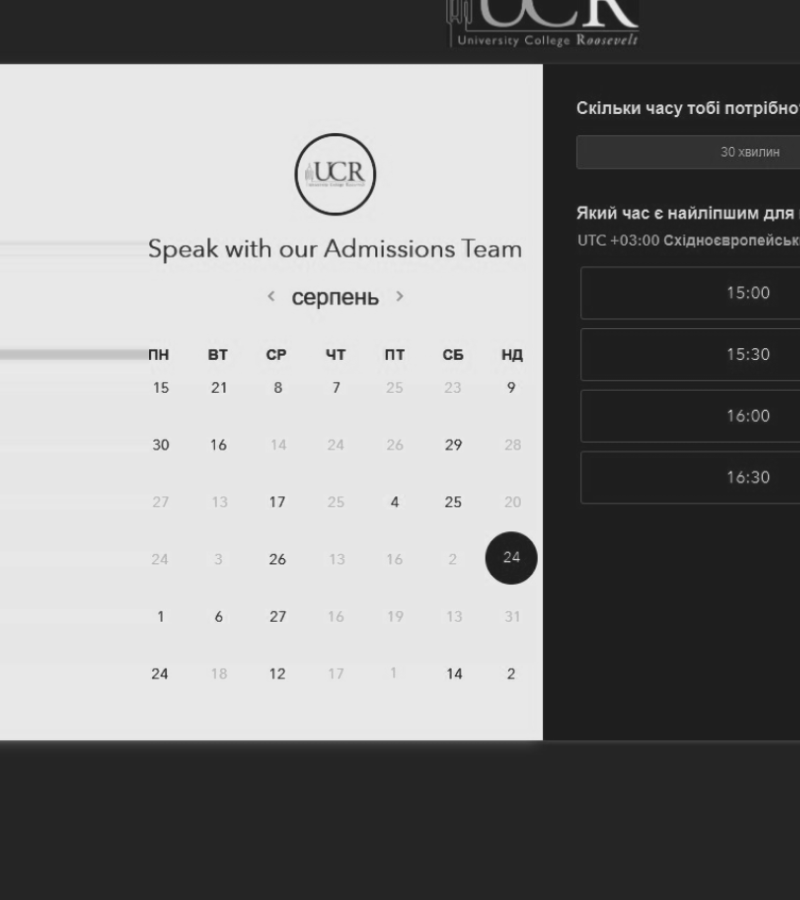 UCR
University College Roosevelt
UCR
Speak with our Admissions Team
< серпень >
ПН ВТ СР ЧТ ПТ СБ НД
15 21 8 7 25 23 9
30 16 14 24 26 29 28
27 13 17 25 4 25 20
24 3 26 13 16 2 24
1 6 27 16 19 13 31
24 18 12 17 1 14 2
Скільки часу тобі потрібно
30 хвилин
Який час є найліпшим для
UTC +03:00 Східноєвропейськ
15:00
15:30
16:00
16:30